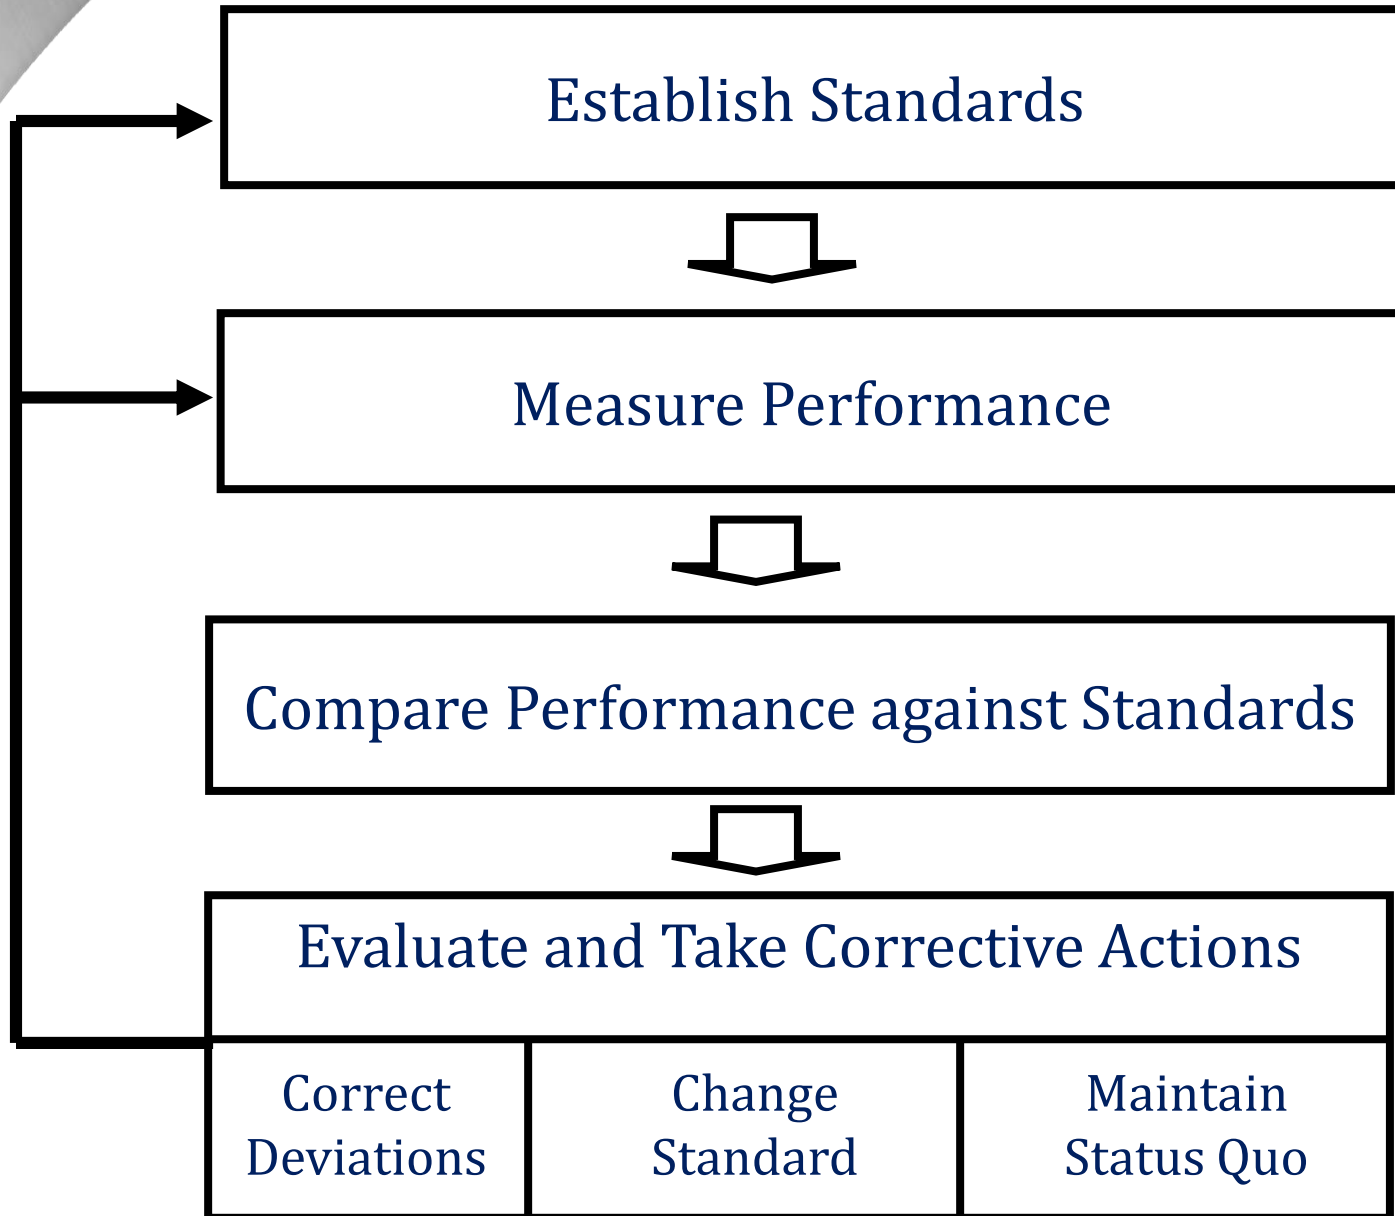 Establish Standards
Measure Performance
Compare Performance against Standards
Evaluate and Take Corrective Actions
Correct
Deviations
Change
Standard
Maintain
Status Quo